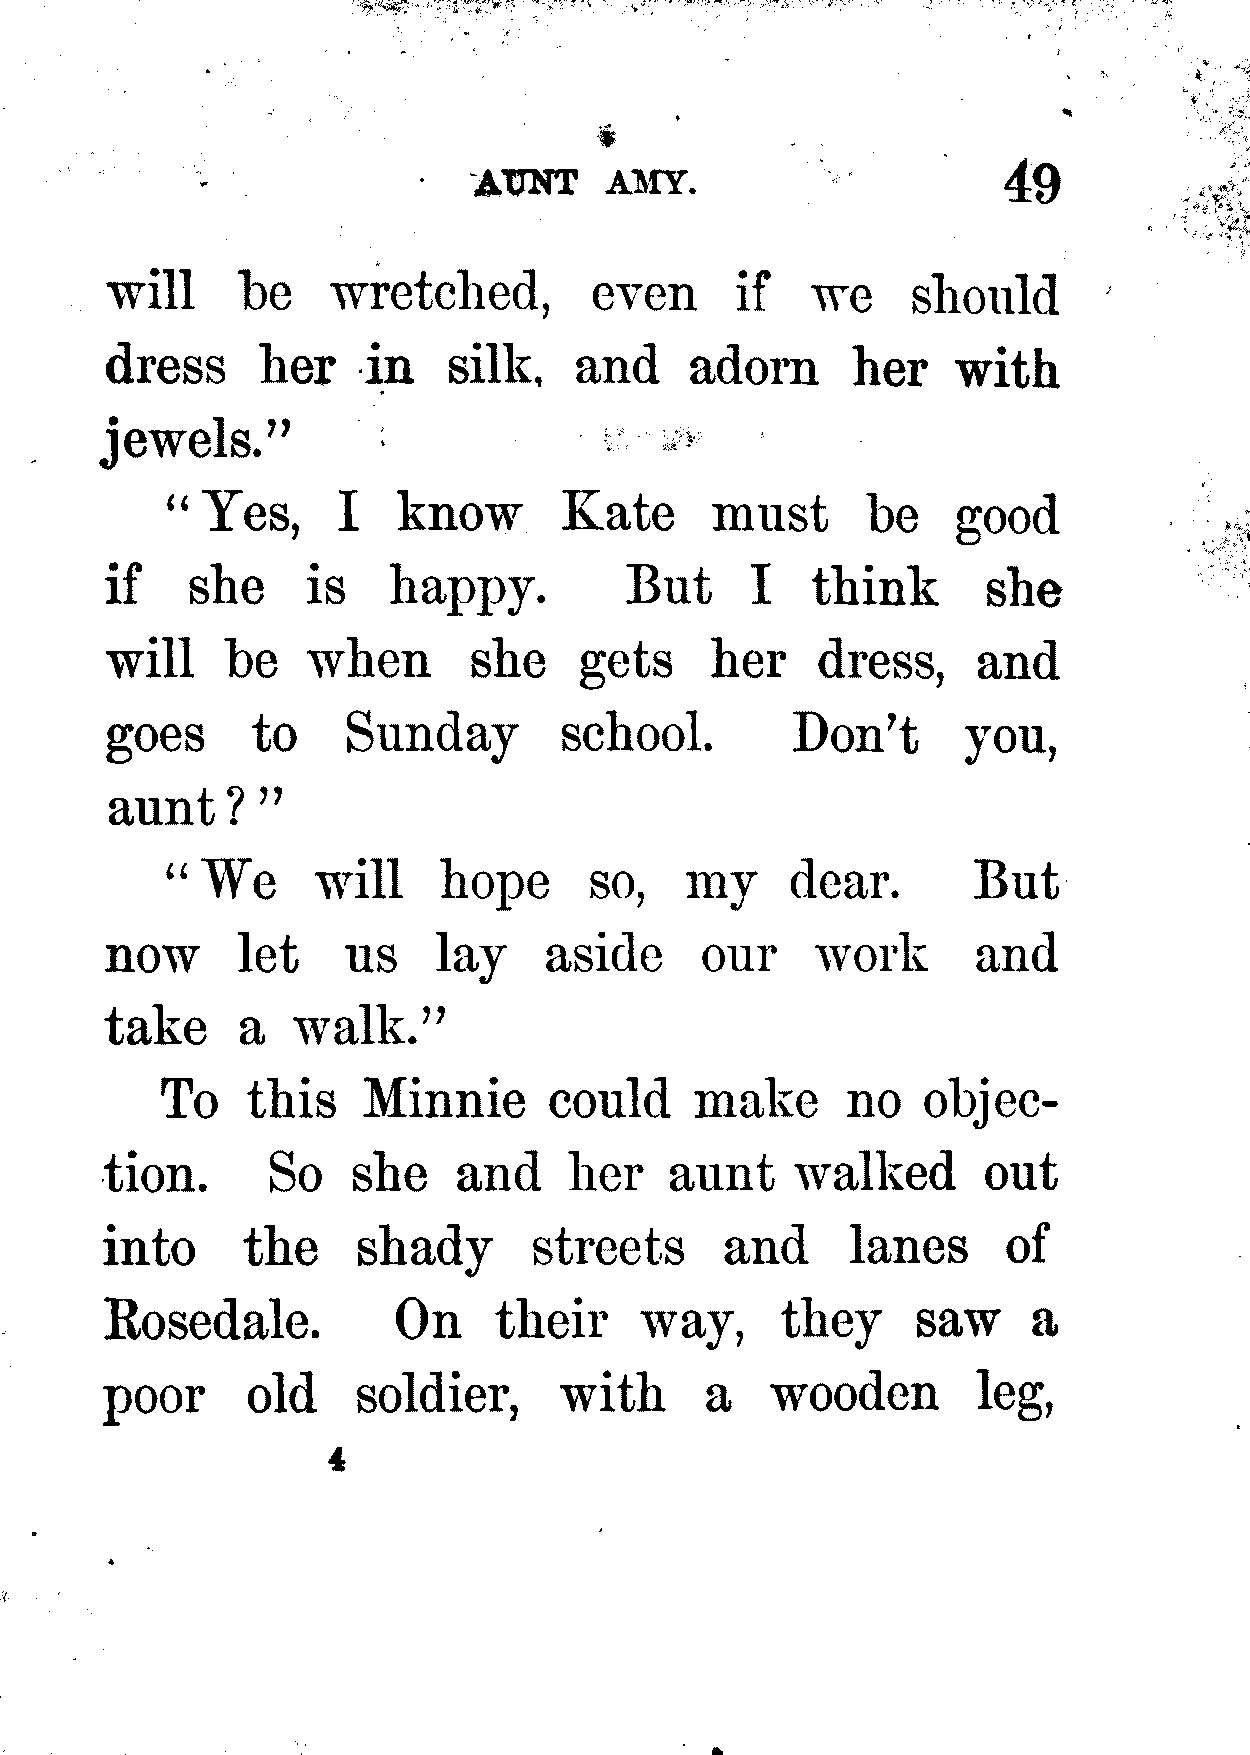 AUNT AMY. 49
will be wretched, even if we should
dress her in silk, and adorn her with
jewels."
"Yes, I know Kate must be good
if she is happy. But I think she
will be when she gets her dress, and
goes to Sunday school. Don't you,
aunt?"
"We will hope so, my dear. But
now let us lay aside our work and
take a walk."
To this Minnie could make no objec-
tion. So she and her aunt walked out
into the shady streets and lanes of
Rosedale. On their way, they saw a
poor old soldier, with a wooden leg,
4